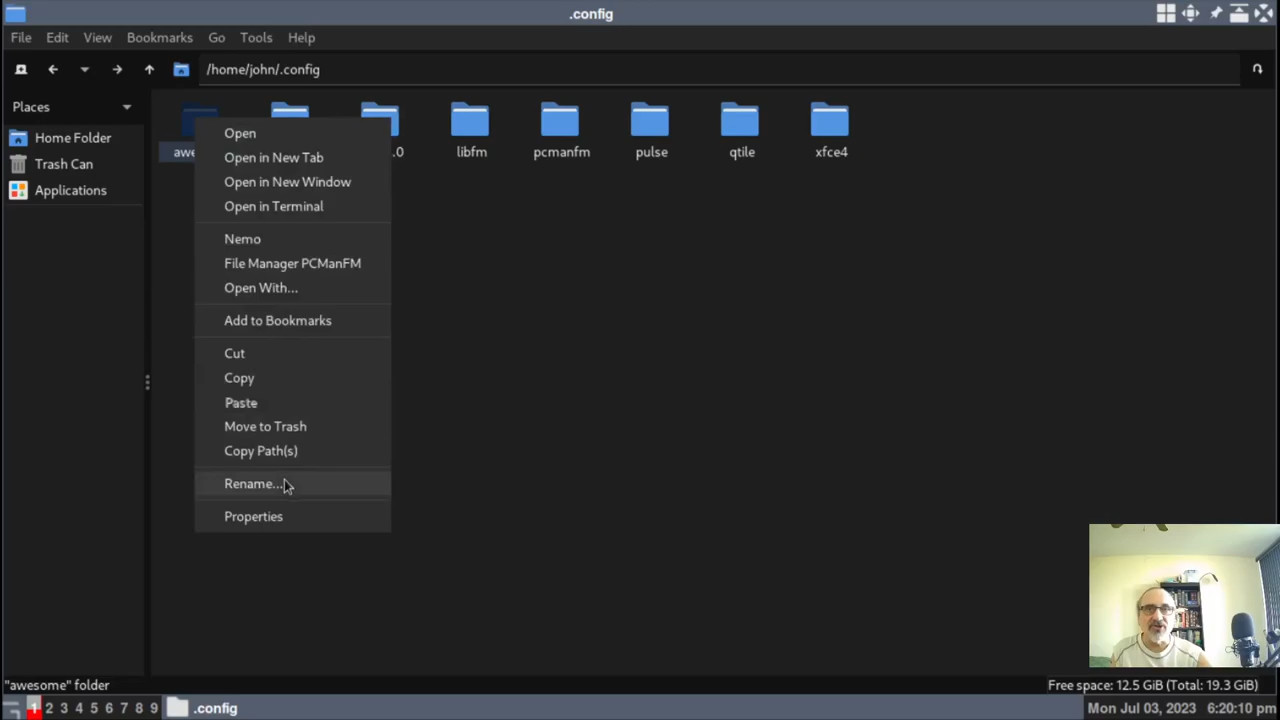 .config
File Edit View Bookmarks Go Tools Help
/home/john/.config
Places
Home Folder
Trash Can
Applications
awe
.0
libfm
pcmanfm
pulse
qtile
xfce4
Open
Open in New Tab
Open in New Window
Open in Terminal
Nemo
File Manager PCManFM
Open With...
Add to Bookmarks
Cut
Copy
Paste
Move to Trash
Copy Path(s)
Rename...
Properties
"awesome" folder
Free space: 12.5 GiB (Total: 19.3 GiB)
1 2 3 4 5 6 7 8 9 .config
Mon Jul 03, 2023 6:20:10 pm